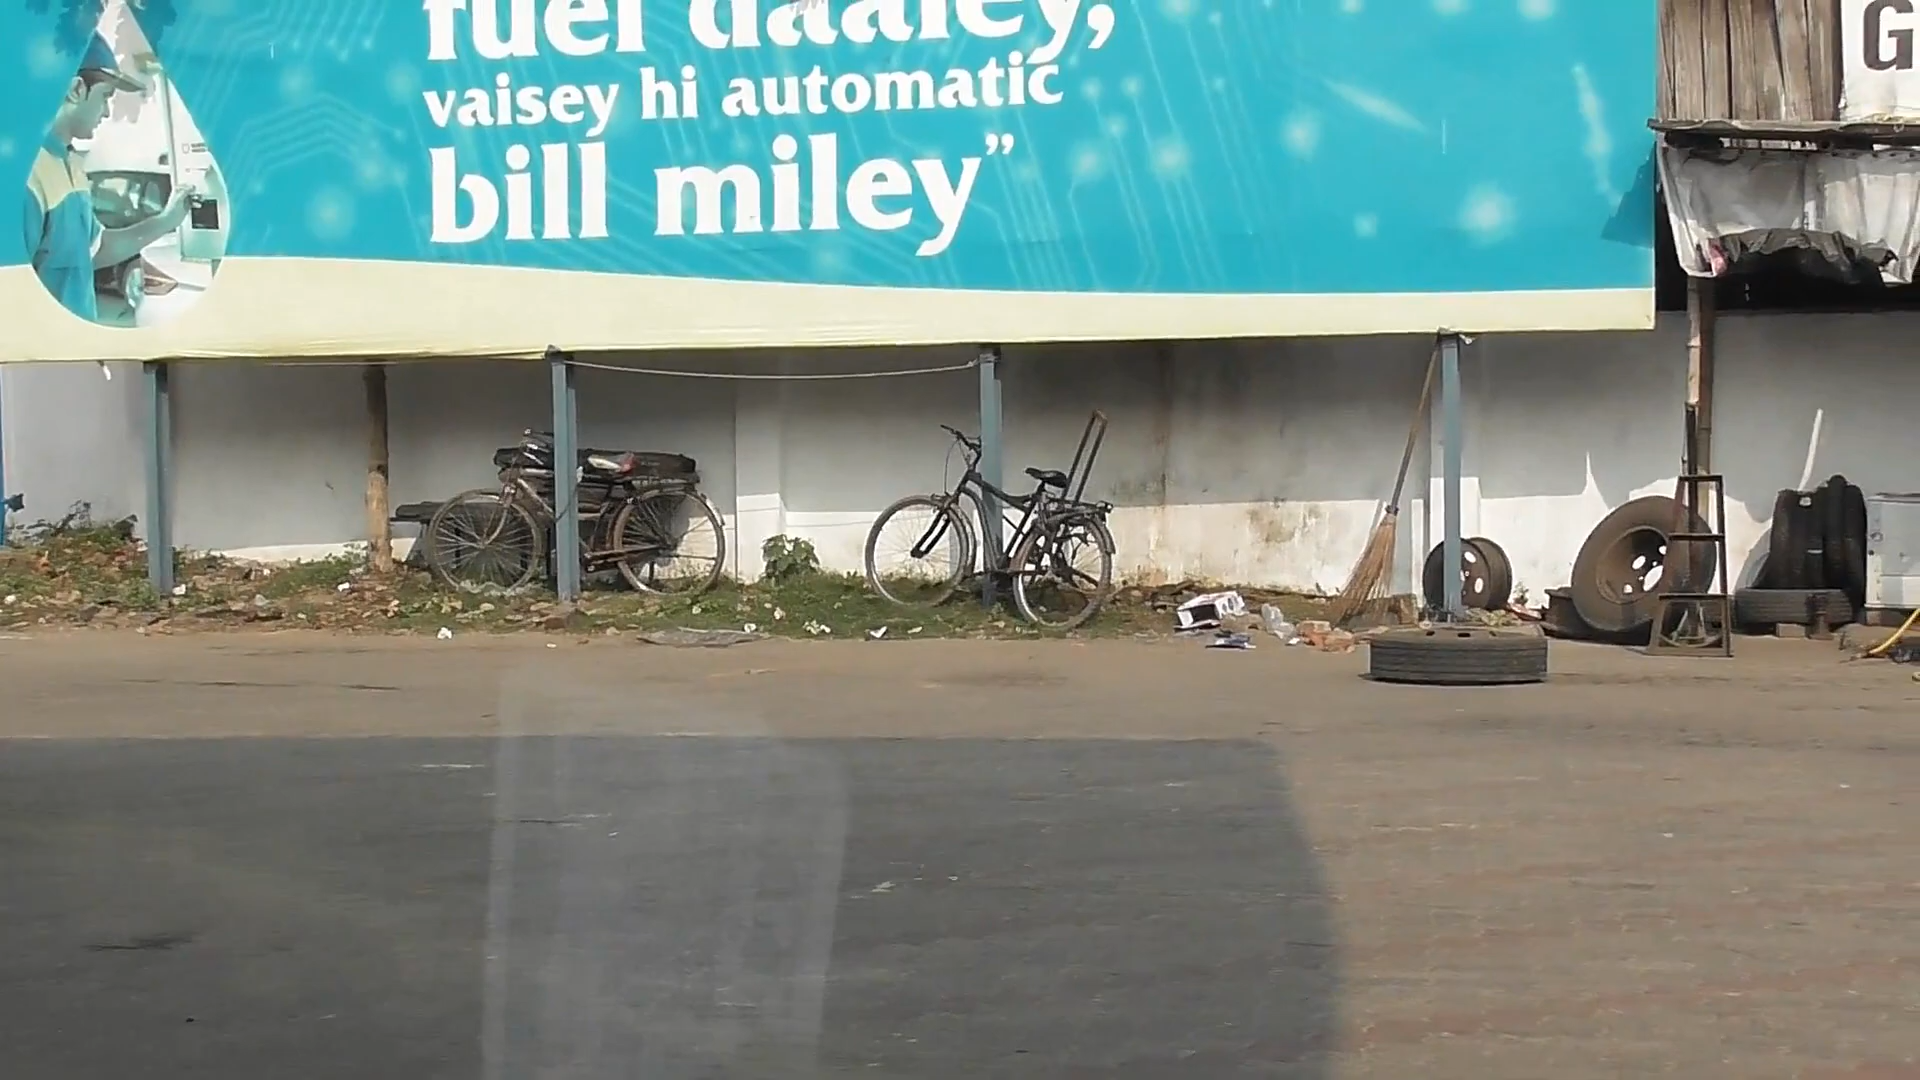 fuel daaley,
vaisey hi automatic
bill miley”
G